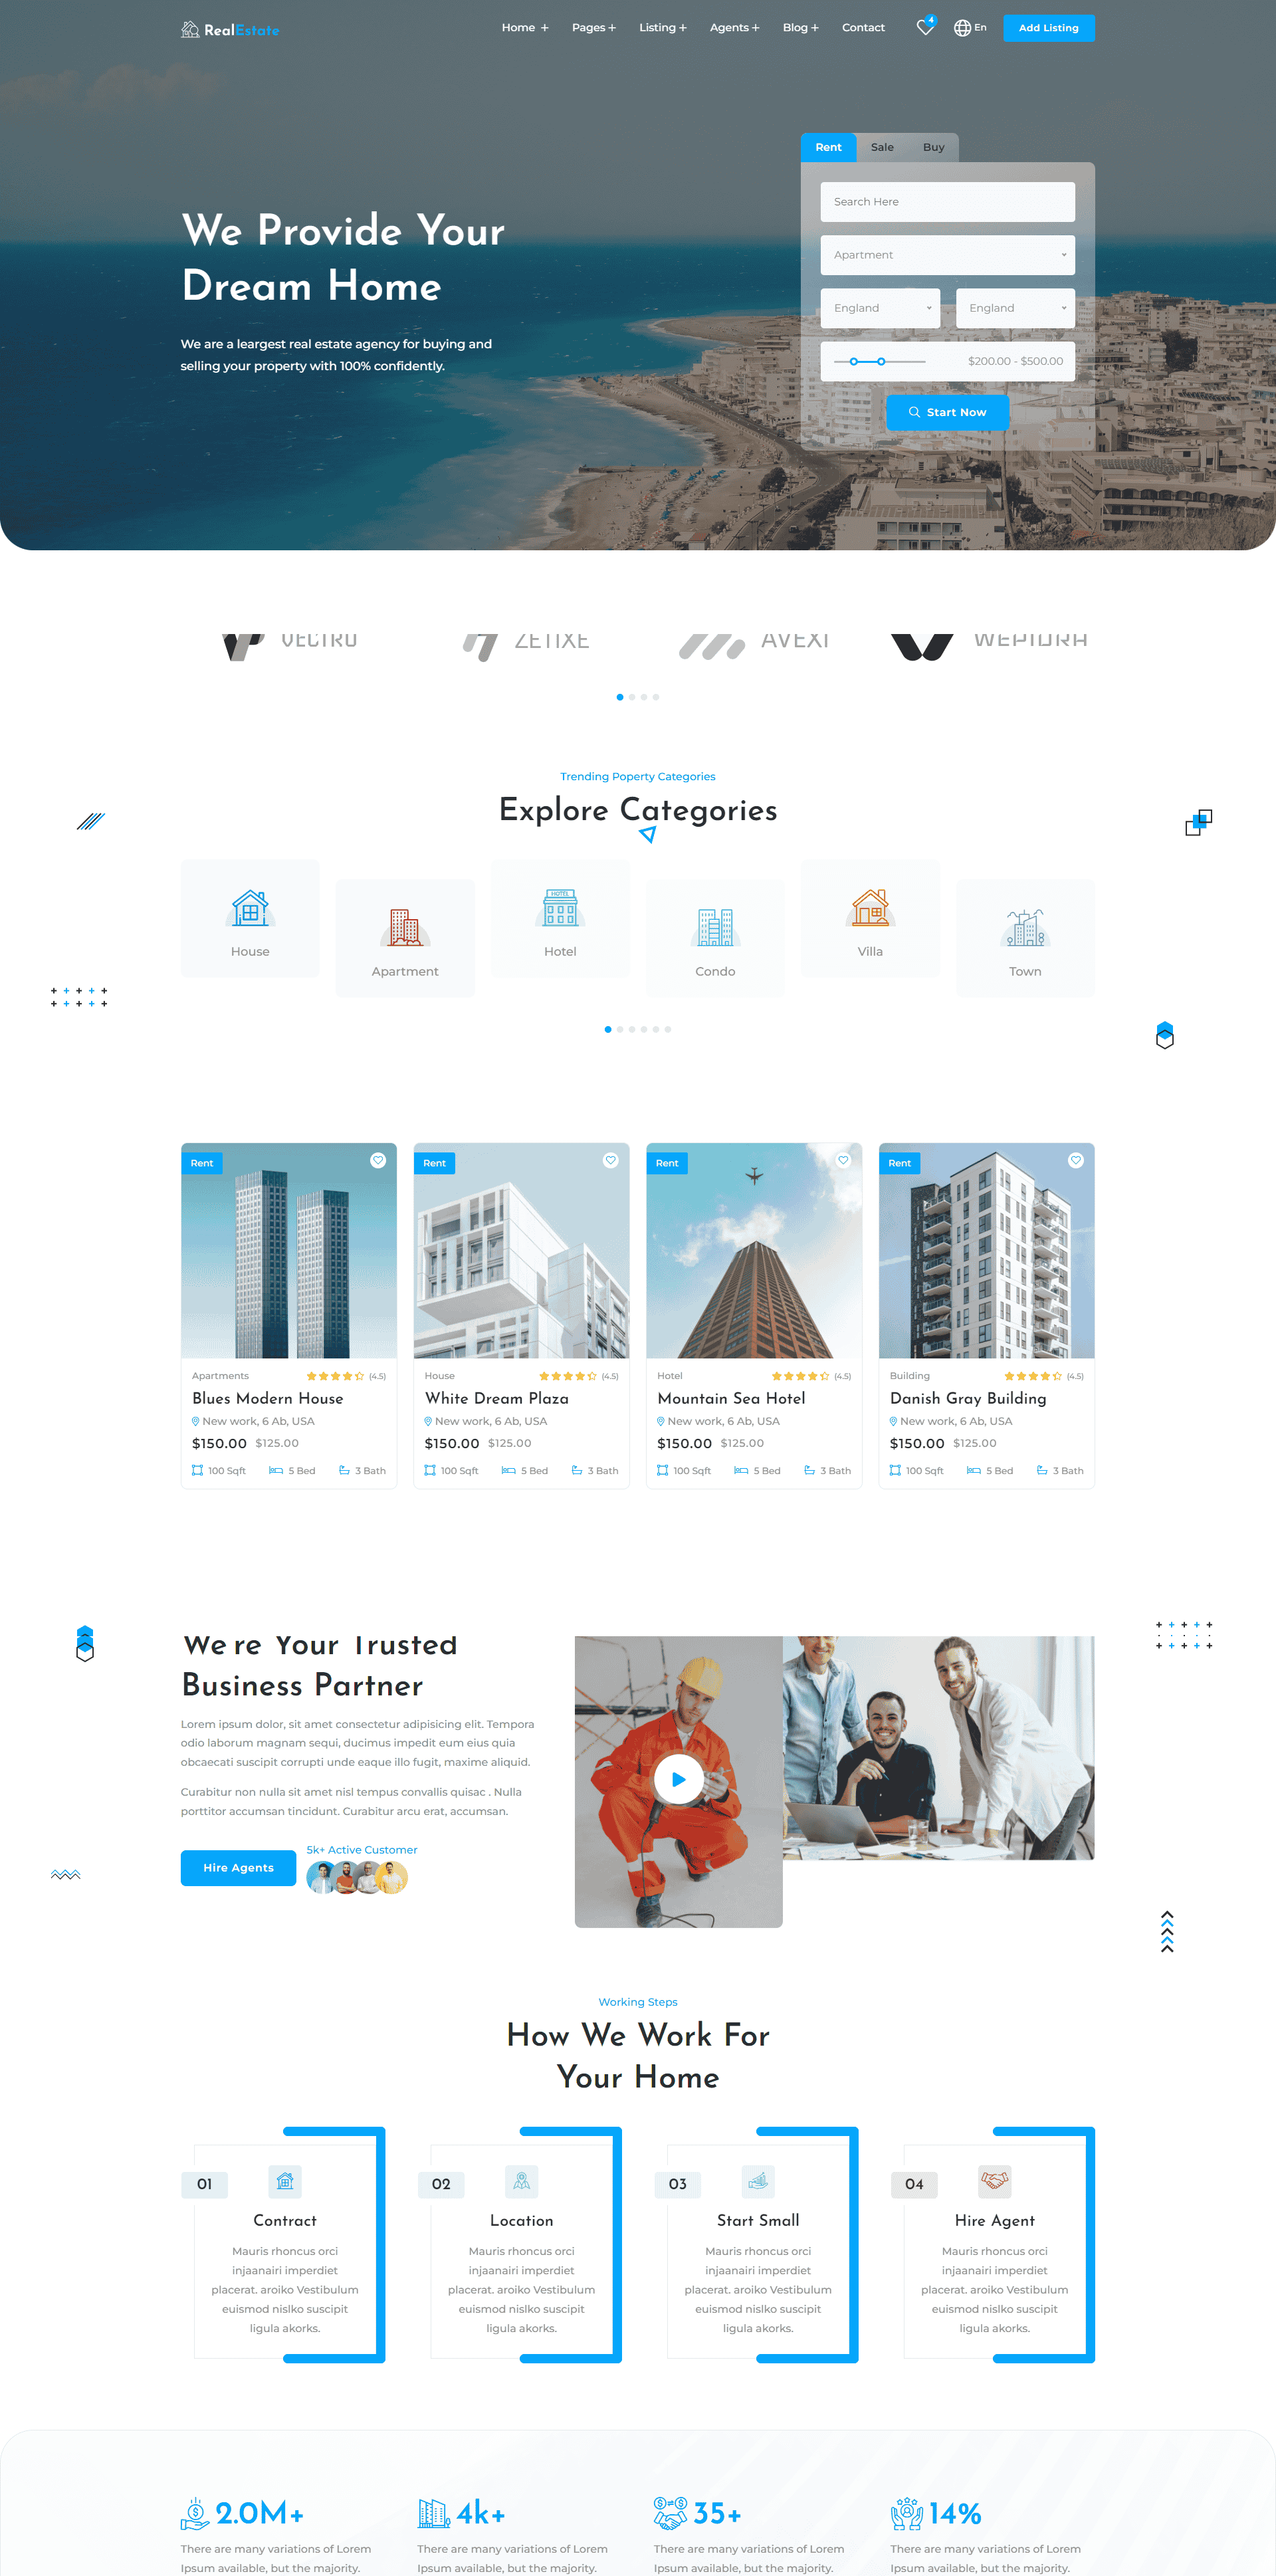 RealEstate
Home + Pages + Listing + Agents + Blog + Contact 4 En Add Listing
Rent Sale Buy
Search Here
We Provide Your
Dream Home
Apartment
England England
We are a leargest real estate agency for buying and
selling your property with 100% confidently.
$200.00 - $500.00
Start Now
VECTRO ZETIXE AVEXI
Trending Poperty Categories
Explore Categories
House
Apartment
HOTEL
Hotel
Condo
Villa
Town
Rent Rent Rent Rent
Apartments (4.5)
Blues Modern House
New work, 6 Ab, USA
$150.00 $125.00
100 Sqft 5 Bed 3 Bath
House (4.5)
White Dream Plaza
New work, 6 Ab, USA
$150.00 $125.00
100 Sqft 5 Bed 3 Bath
Hotel (4.5)
Mountain Sea Hotel
New work, 6 Ab, USA
$150.00 $125.00
100 Sqft 5 Bed 3 Bath
Building (4.5)
Danish Gray Building
New work, 6 Ab, USA
$150.00 $125.00
100 Sqft 5 Bed 3 Bath
We're Your Trusted
Business Partner
Lorem ipsum dolor, sit amet consectetur adipisicing elit. Tempora
odio laborum magnam sequi, ducimus impedit eum eius quia
obcaecati suscipit corrupti unde eaque illo fugit, maxime aliquid.
Curabitur non nulla sit amet nisl tempus convallis quisac . Nulla
porttitor accumsan tincidunt. Curabitur arcu erat, accumsan.
Hire Agents
5k+ Active Customer
Working Steps
How We Work For
Your Home
01
Contract
Mauris rhoncus orci
injaanairi imperdiet
placerat. aroiko Vestibulum
euismod nislko suscipit
ligula akorks.
02
Location
Mauris rhoncus orci
injaanairi imperdiet
placerat. aroiko Vestibulum
euismod nislko suscipit
ligula akorks.
03
Start Small
Mauris rhoncus orci
injaanairi imperdiet
placerat. aroiko Vestibulum
euismod nislko suscipit
ligula akorks.
04
Hire Agent
Mauris rhoncus orci
injaanairi imperdiet
placerat. aroiko Vestibulum
euismod nislko suscipit
ligula akorks.
2.0M+
There are many variations of Lorem
Ipsum available, but the majority.
4k+
There are many variations of Lorem
Ipsum available, but the majority.
35+
There are many variations of Lorem
Ipsum available, but the majority.
14%
There are many variations of Lorem
Ipsum available, but the majority.